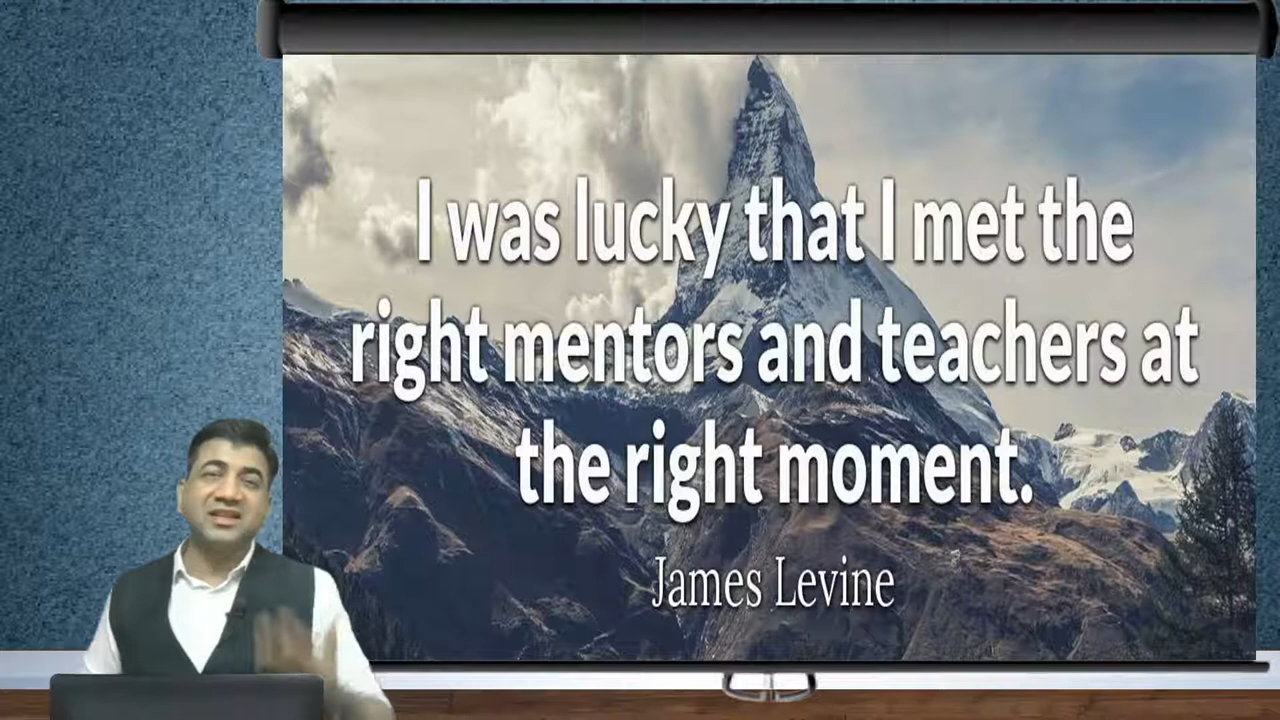 I was lucky that I met the
right mentors and teachers at
the right moment.
James Levine